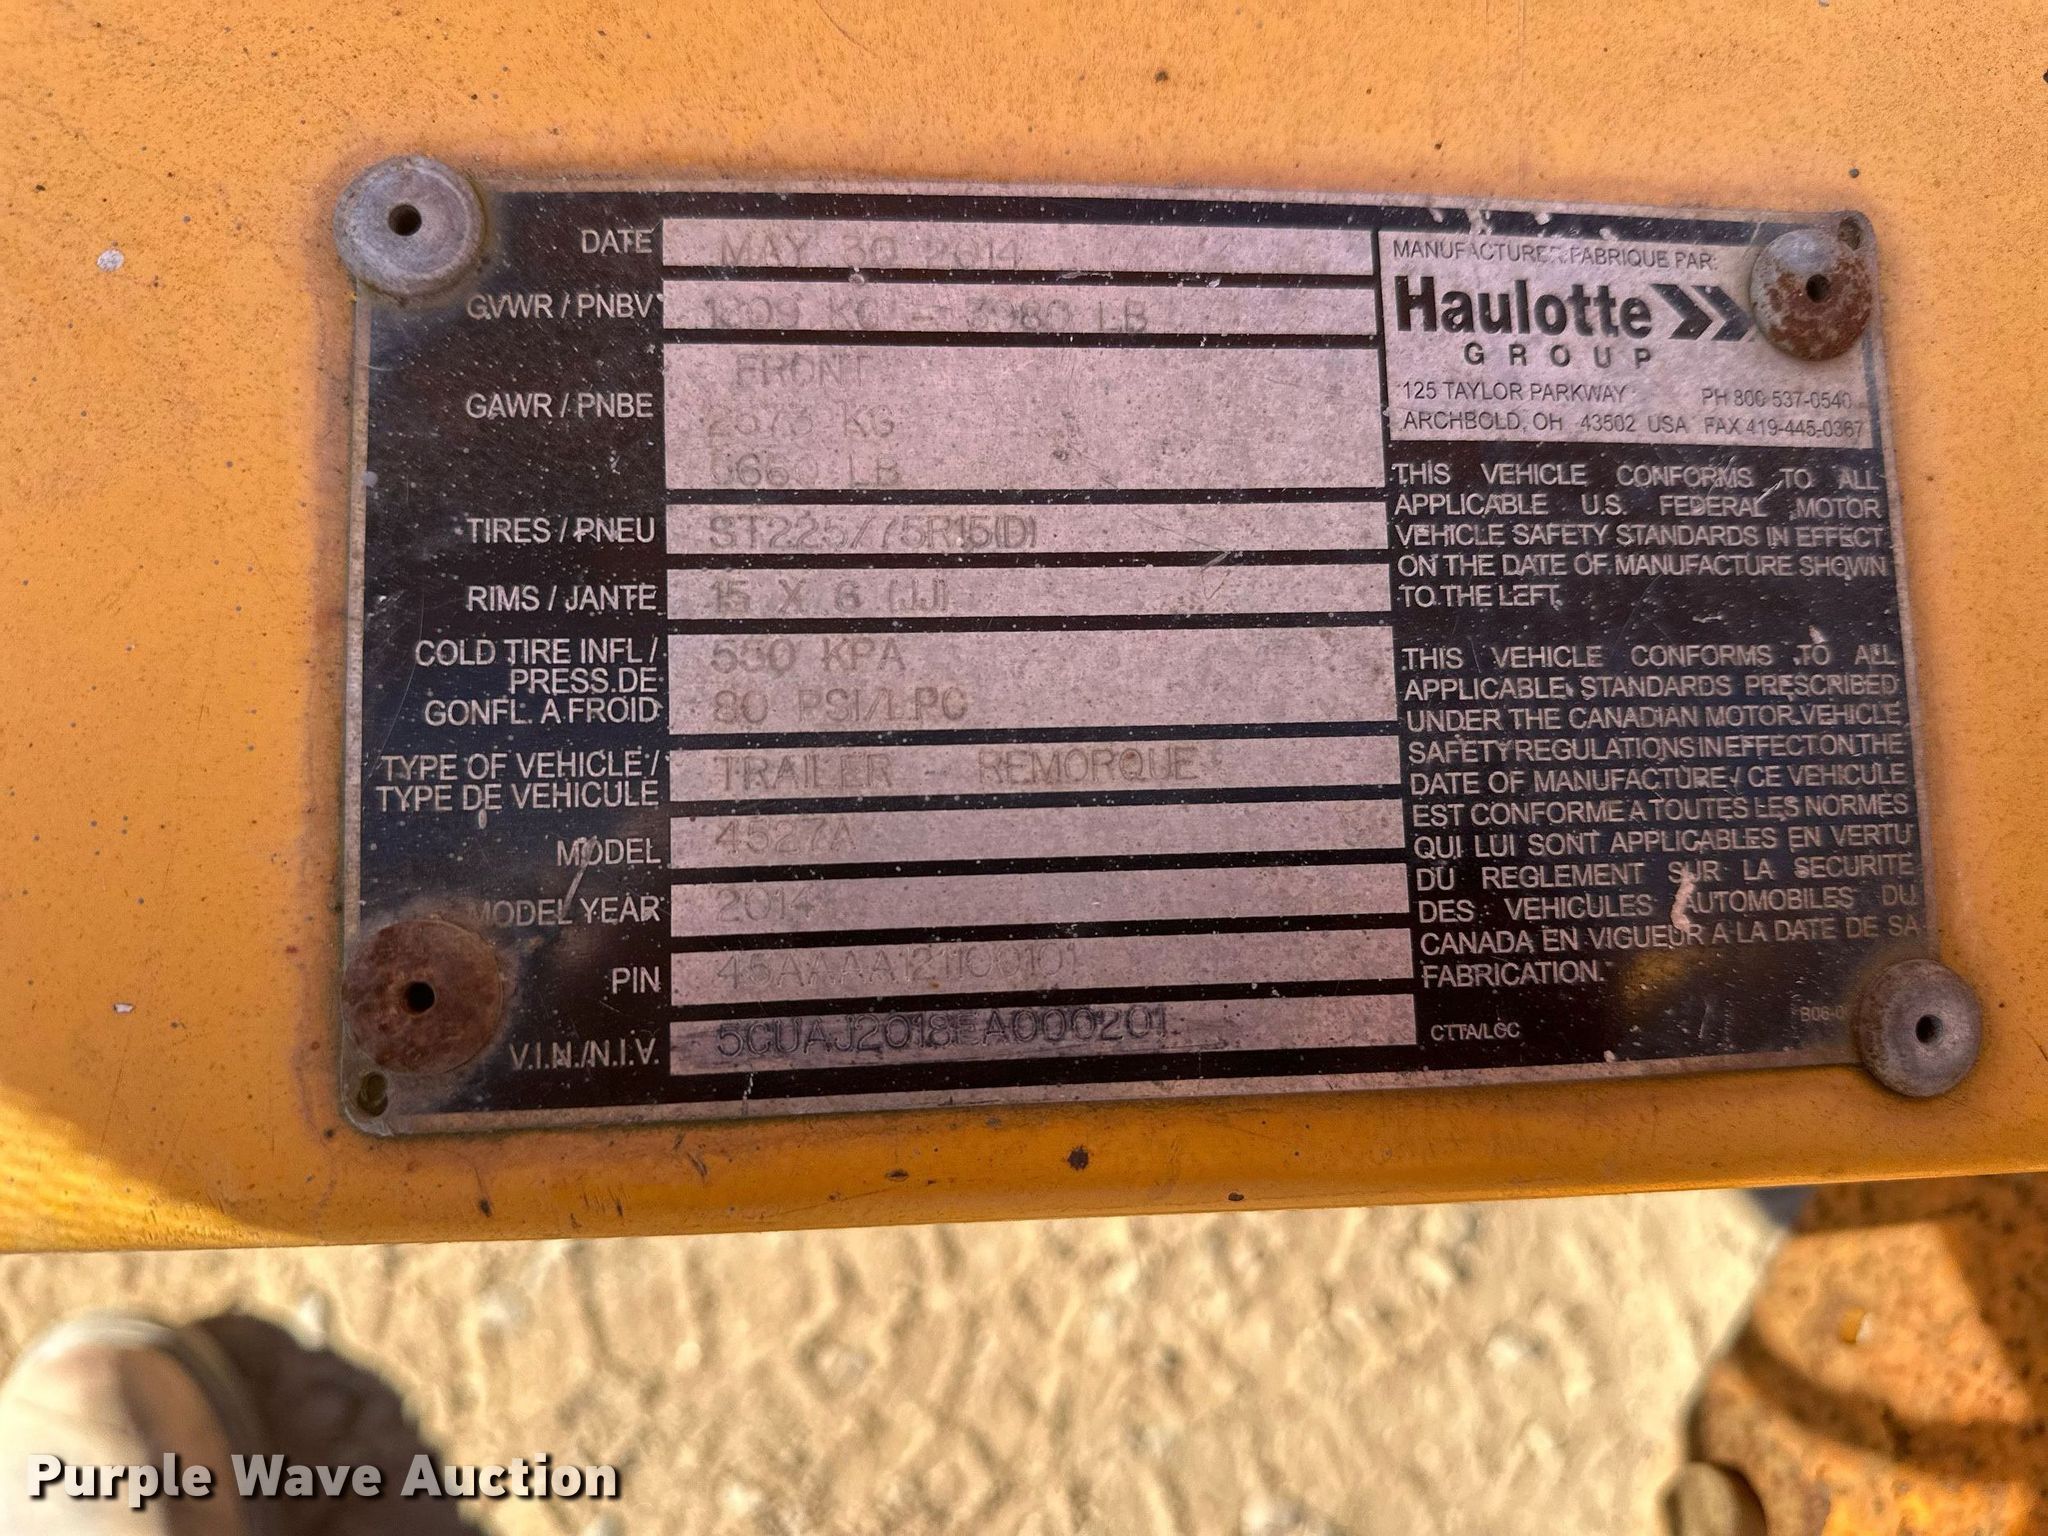 DATE MAY 30 2014
GVWR / PNBV KG - 3980 LB
GAWR / PNBE FRONT
KG
LB
TIRES / PNEU ST225/75R15(D)
RIMS / JANTE 15 X 6 (JJ)
COLD TIRE INFL / 550 KPA
PRESS.DE
GONFL. A FROID 80 PSI/LPC
TYPE OF VEHICLE / TRAILER - REMORQUE
TYPE DE VEHICULE
MODEL 4527A
MODEL YEAR 2014
PIN
V.I.N./N.I.V. 5CUAJ2018EA000201
MANUFACTURER FABRIQUE PAR:
Haulotte
GROUP
125 TAYLOR PARKWAY PH 800 537-0540
ARCHBOLD, OH 43502 USA FAX 419-445-0367
THIS VEHICLE CONFORMS TO ALL
APPLICABLE U.S. FEDERAL MOTOR
VEHICLE SAFETY STANDARDS IN EFFECT
ON THE DATE OF MANUFACTURE SHOWN
TO THE LEFT.
THIS VEHICLE CONFORMS TO ALL
APPLICABLE STANDARDS PRESCRIBED
UNDER THE CANADIAN MOTOR VEHICLE
SAFETY REGULATIONS IN EFFECT ON THE
DATE OF MANUFACTURE / CE VEHICULE
EST CONFORME A TOUTES LES NORMES
QUI LUI SONT APPLICABLES EN VERTU
DU REGLEMENT SUR LA SECURITE
DES VEHICULES AUTOMOBILES DU
CANADA EN VIGUEUR A LA DATE DE SA
FABRICATION.
CTTA/LGC
Purple Wave Auction